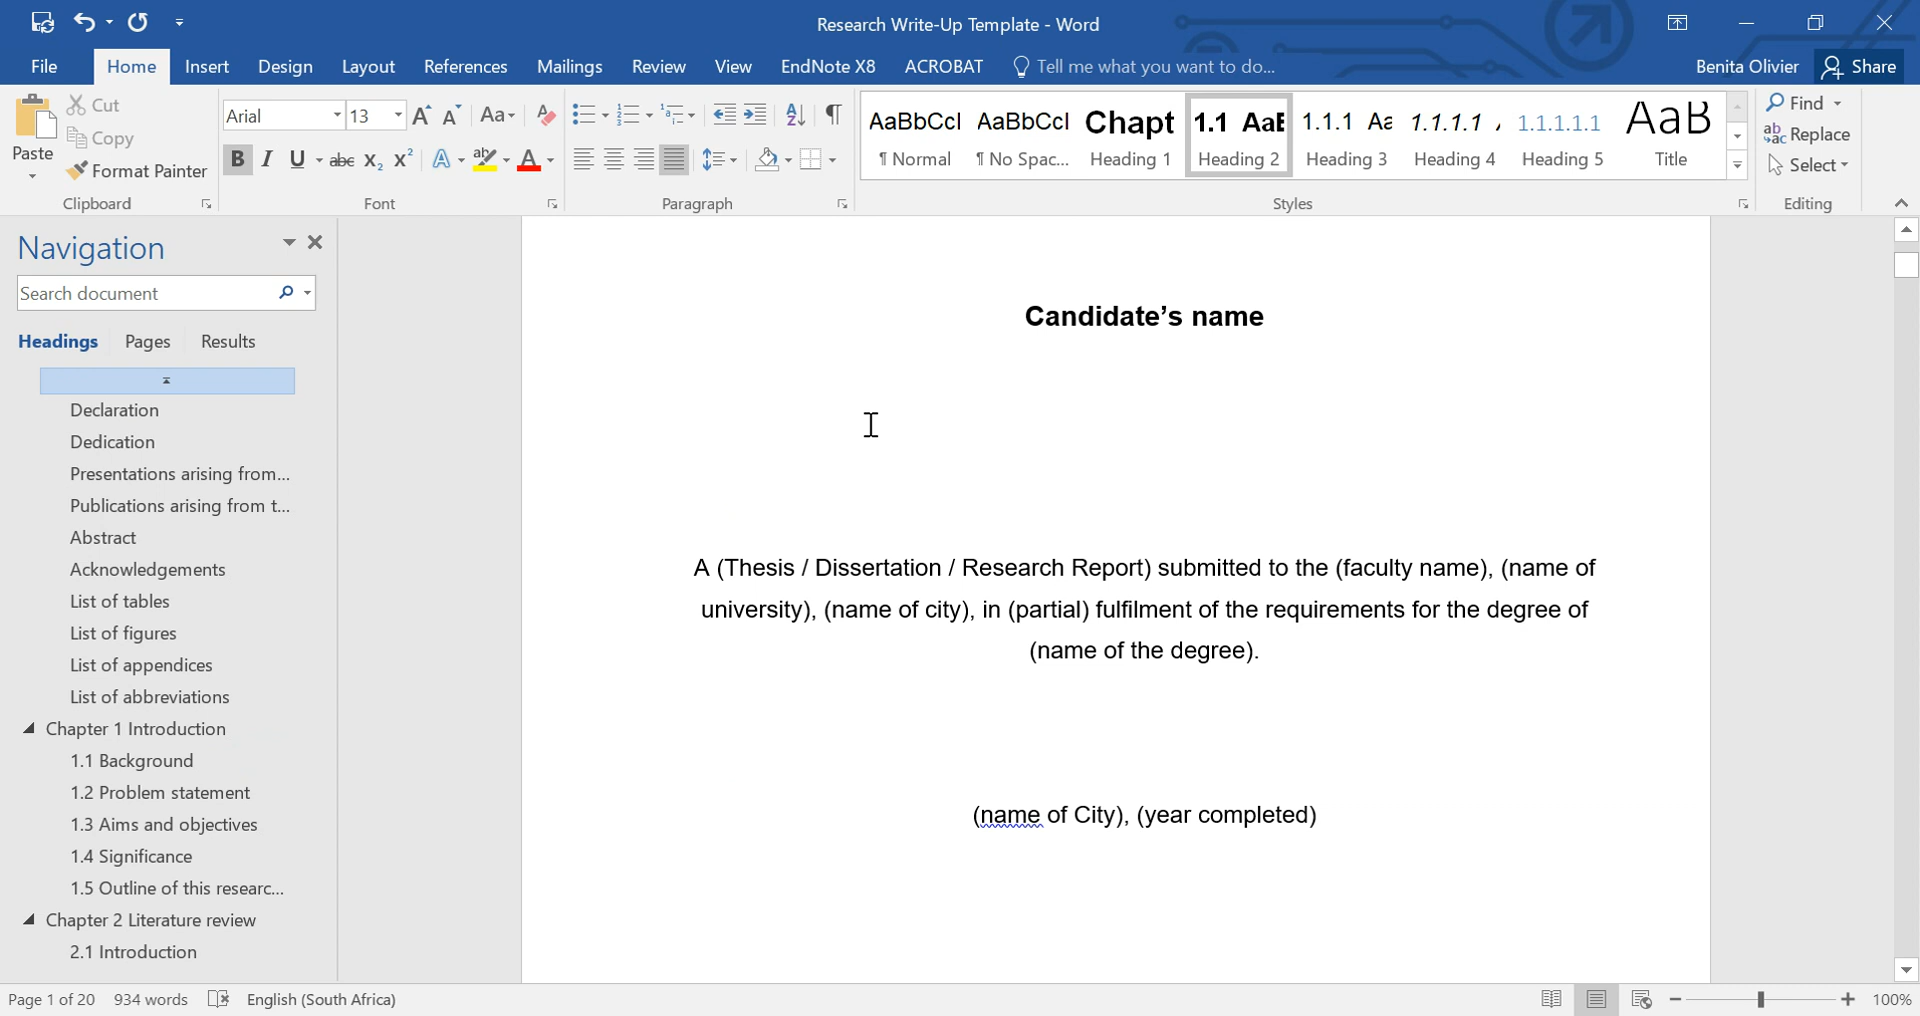 Research Write-Up Template - Word
File Home Insert Design Layout References Mailings Review View EndNote X8 ACROBAT Tell me what you want to do... Benita Olivier Share
Paste
Cut
Copy
Format Painter
Clipboard
Arial 13
Font
Paragraph
AaBbCcI AaBbCcI Chapt 1.1 AaE 1.1.1 Aa 1.1.1.1 1.1.1.1.1 AaB
¶ Normal ¶ No Spac... Heading 1 Heading 2 Heading 3 Heading 4 Heading 5 Title
Styles
Find
Replace
Select
Editing
Navigation
Search document
Headings Pages Results
Declaration
Dedication
Presentations arising from...
Publications arising from t...
Abstract
Acknowledgements
List of tables
List of figures
List of appendices
List of abbreviations
Chapter 1 Introduction
1.1 Background
1.2 Problem statement
1.3 Aims and objectives
1.4 Significance
1.5 Outline of this researc...
Chapter 2 Literature review
2.1 Introduction
Candidate’s name
A (Thesis / Dissertation / Research Report) submitted to the (faculty name), (name of
university), (name of city), in (partial) fulfilment of the requirements for the degree of
(name of the degree).
(name of City), (year completed)
Page 1 of 20 934 words English (South Africa) 100%